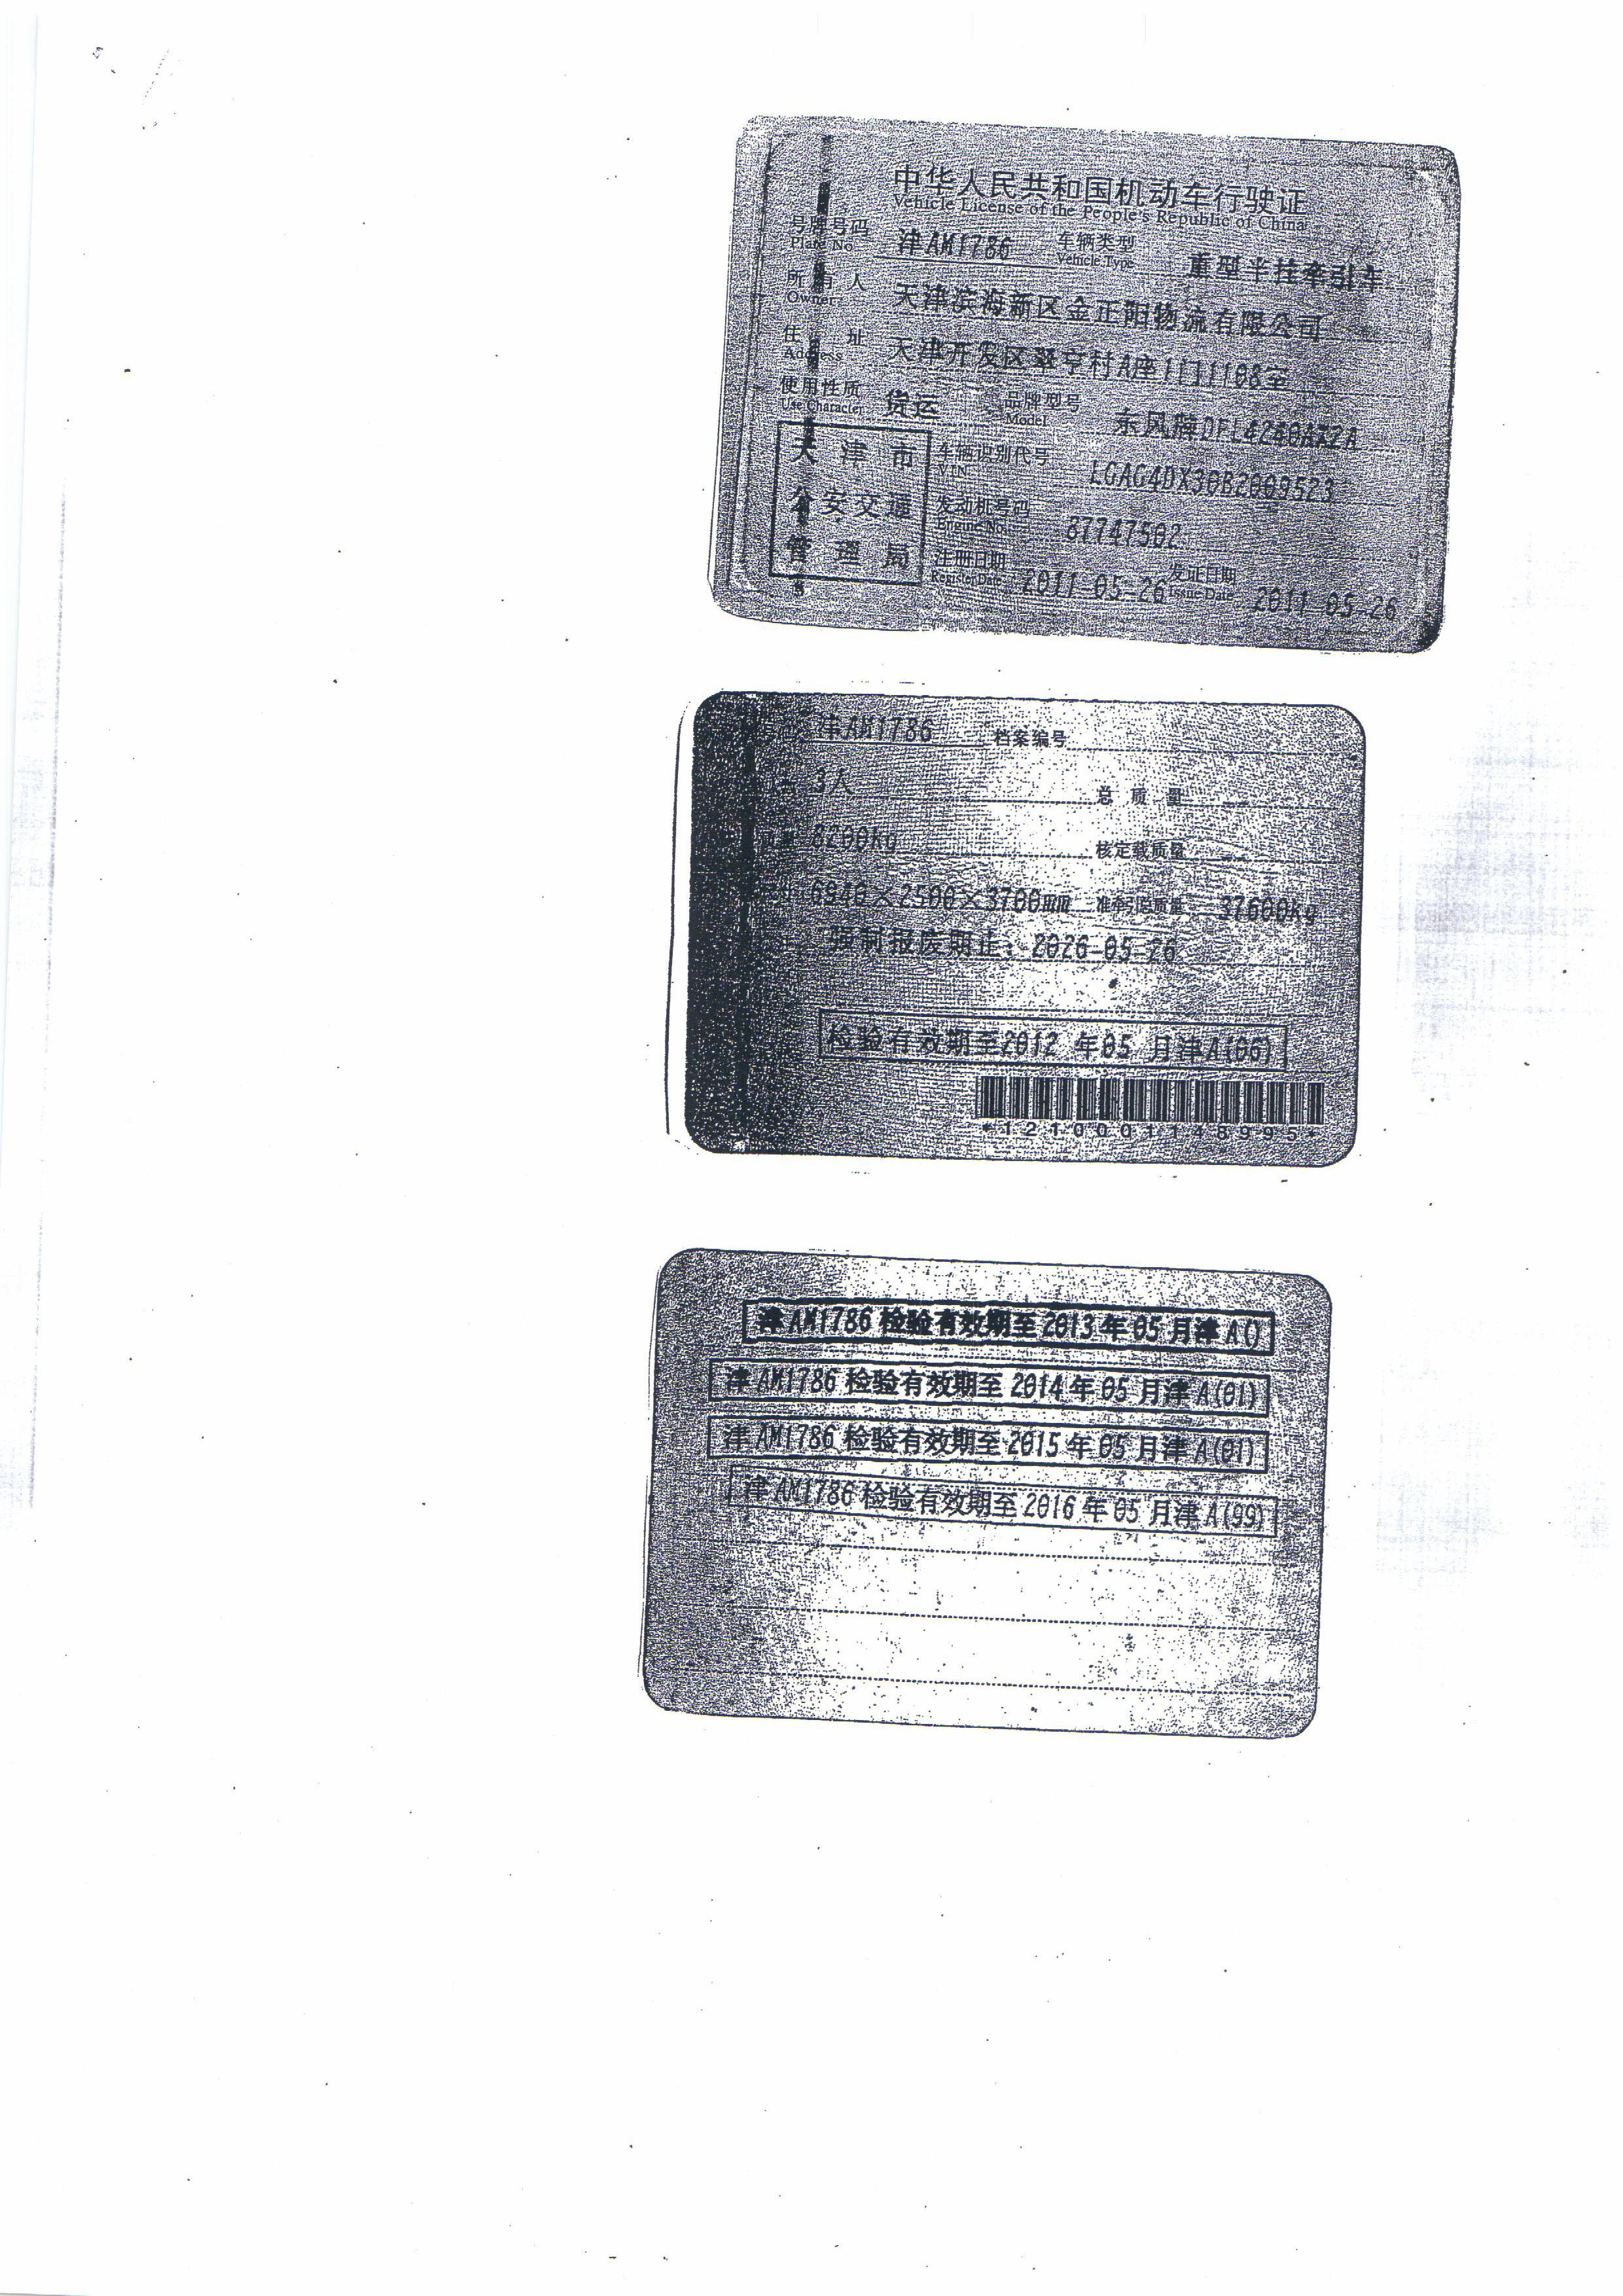 中华人民共和国机动车行驶证
Vehicle License of the People's Republic of China
号牌号码 津AM1786 车辆类型 重型半挂牵引车
Plate No. Vehicle Type
所有人 天津滨海新区金正阳物流有限公司
Owner
住址 天津开发区翠亨村A座1门1108室
Address
使用性质 货运 品牌型号 东风牌DFL4240AX2A
Use Character Model
天津市 车辆识别代号 LGAG4DX30B2009523
VIN
公安交通 发动机号码 87747502
Engine No.
管理局 注册日期 2011-05-26 发证日期 2011-05-26
Register Date Issue Date
津AM1786 档案编号
3人 总质量
8200kg 核定载质量
6940×2500×3700mm 准牵引总质量 37600kg
强制报废期止:2026-05-26
检验有效期至2012年05月津A(06)
*1210001148995*
津AM1786检验有效期至2013年05月津A()
津AM1786检验有效期至2014年05月津A(01)
津AM1786检验有效期至2015年05月津A(01)
津AM1786检验有效期至2016年05月津A(99)